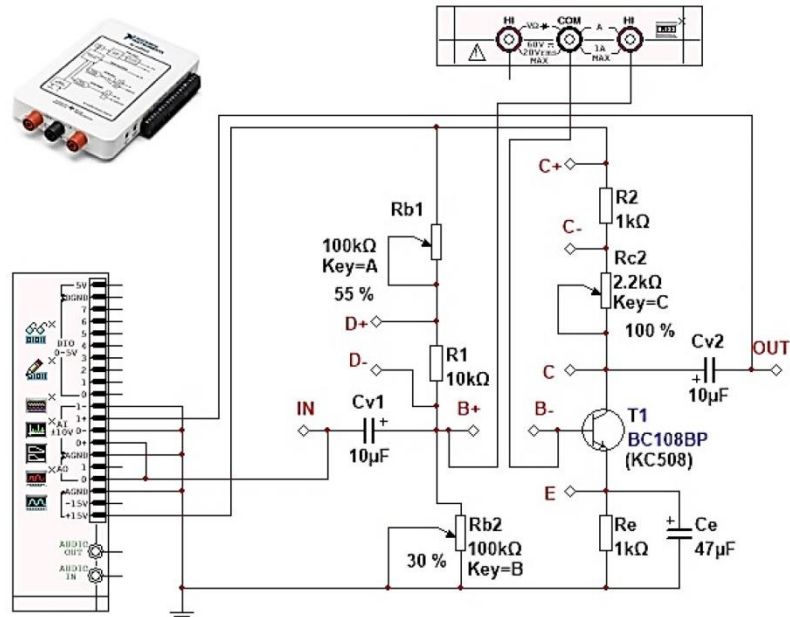 NATIONAL INSTRUMENTS
HI VΩ COM A HI
60V 20Vrms MAX
1A MAX
C+
R2
1kΩ
C-
Rb1
100kΩ
Key=A
55 %
Rc2
2.2kΩ
Key=C
100 %
D+
D-
R1
10kΩ
C
Cv2
10µF
OUT
IN
Cv1
10µF
B+
B-
T1
BC108BP
(KC508)
E
Rb2
100kΩ
Key=B
30 %
Re
1kΩ
Ce
47µF
5V
DGND
7
6
5
DIO 4
0-5V 3
2
1
0
1-
AI 1+
±10V 0-
0+
AGND
AO 1
0
AGND
-15V
+15V
AUDIO OUT
AUDIO IN